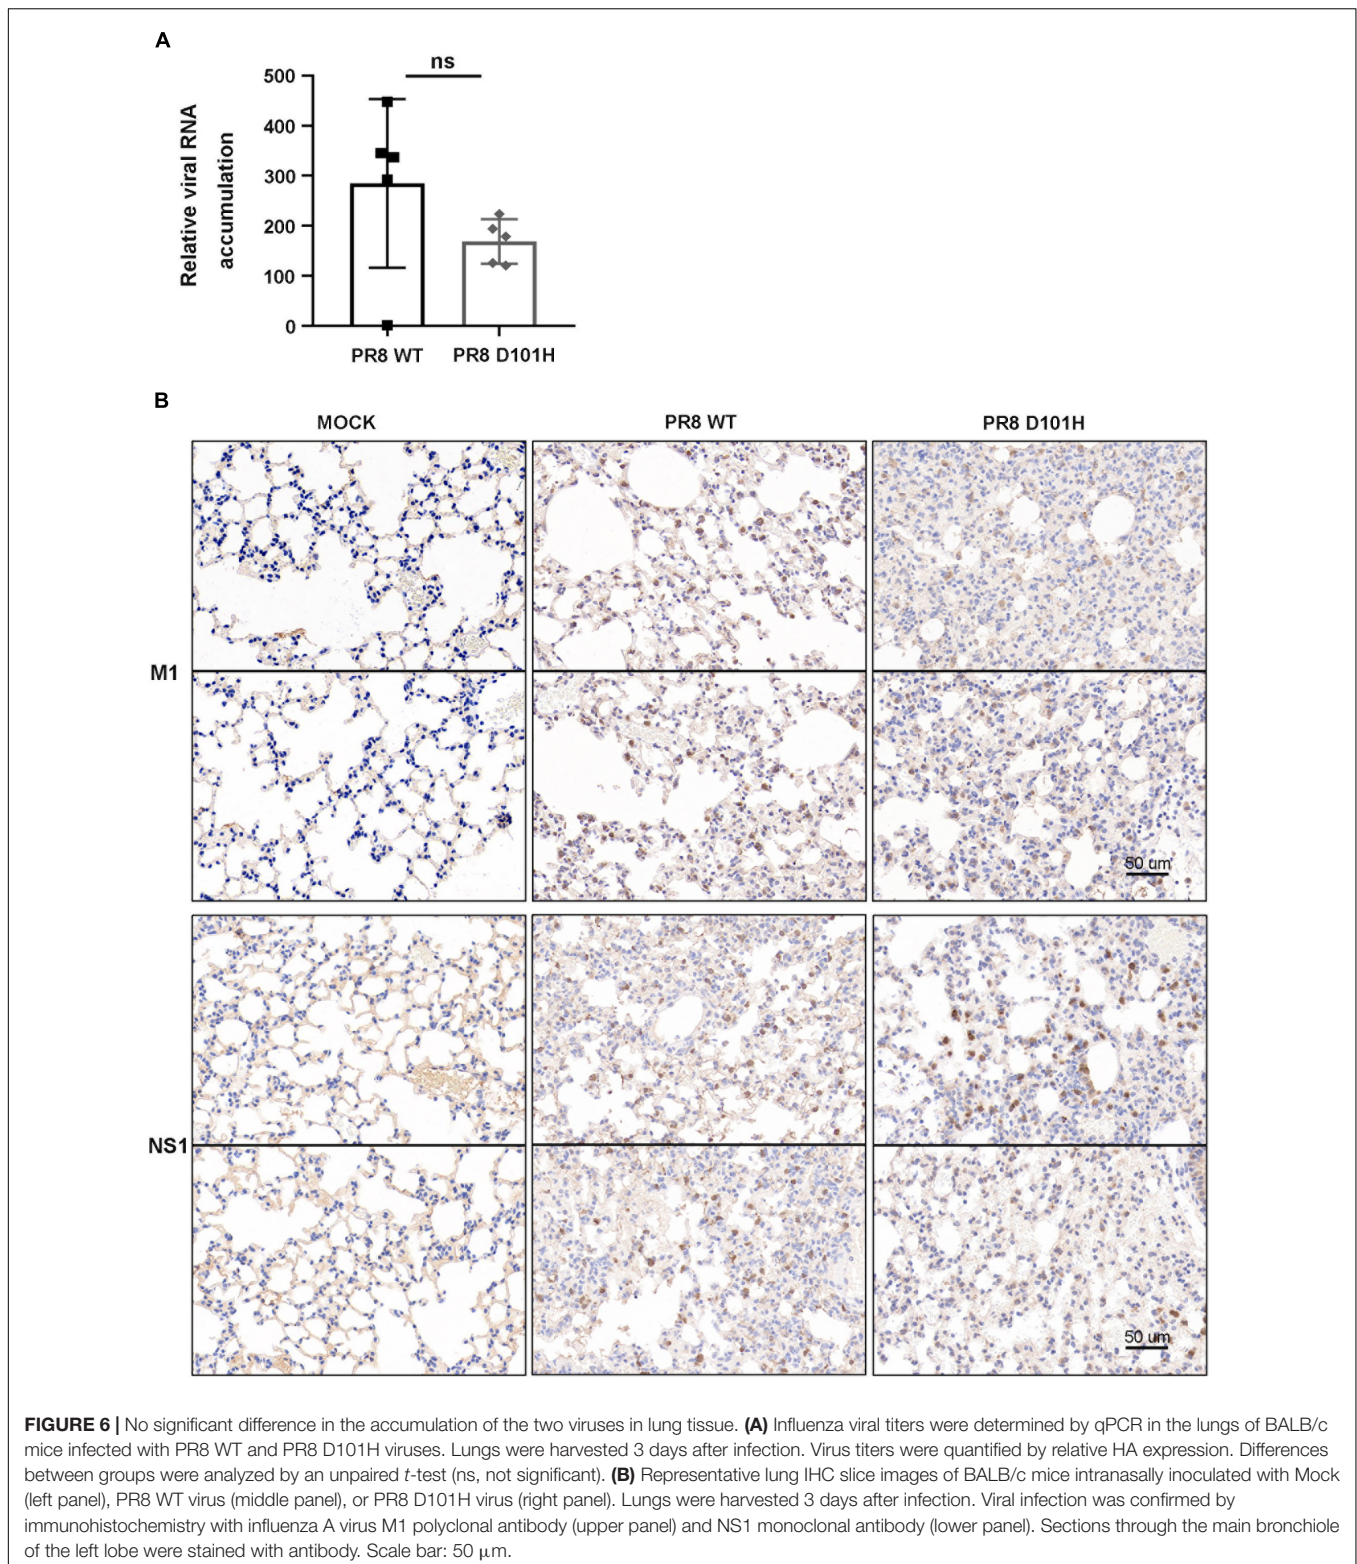 A
ns
500
400
300
200
100
0
Relative viral RNA
accumulation
PR8 WT
PR8 D101H
B
MOCK
PR8 WT
PR8 D101H
M1
50 um
NS1
50 um
FIGURE 6 | No significant difference in the accumulation of the two viruses in lung tissue. (A) Influenza viral titers were determined by qPCR in the lungs of BALB/c
mice infected with PR8 WT and PR8 D101H viruses. Lungs were harvested 3 days after infection. Virus titers were quantified by relative HA expression. Differences
between groups were analyzed by an unpaired t-test (ns, not significant). (B) Representative lung IHC slice images of BALB/c mice intranasally inoculated with Mock
(left panel), PR8 WT virus (middle panel), or PR8 D101H virus (right panel). Lungs were harvested 3 days after infection. Viral infection was confirmed by
immunohistochemistry with influenza A virus M1 polyclonal antibody (upper panel) and NS1 monoclonal antibody (lower panel). Sections through the main bronchiole
of the left lobe were stained with antibody. Scale bar: 50 μm.